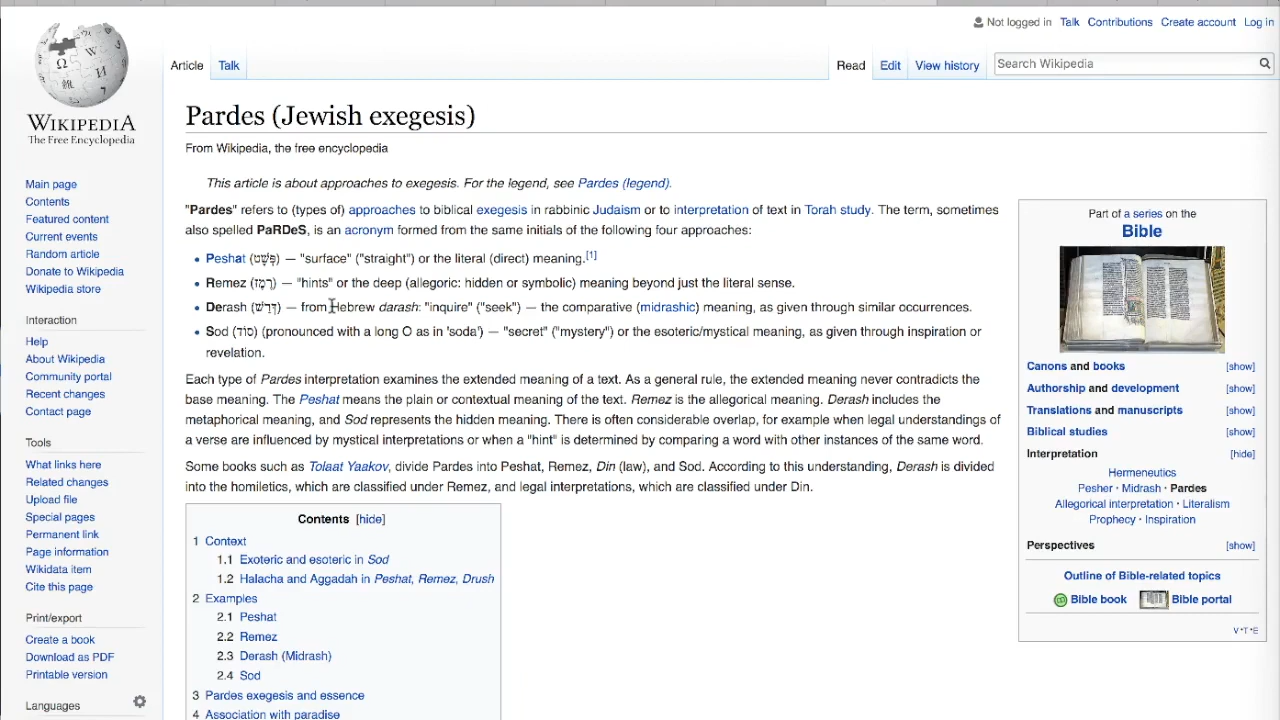 Not logged in Talk Contributions Create account Log in
Article Talk Read Edit View history Search Wikipedia
WIKIPEDIA
The Free Encyclopedia
Main page
Contents
Featured content
Current events
Random article
Donate to Wikipedia
Wikipedia store
Interaction
Help
About Wikipedia
Community portal
Recent changes
Contact page
Tools
What links here
Related changes
Upload file
Special pages
Permanent link
Page information
Wikidata item
Cite this page
Print/export
Create a book
Download as PDF
Printable version
Languages
Pardes (Jewish exegesis)
From Wikipedia, the free encyclopedia
This article is about approaches to exegesis. For the legend, see Pardes (legend).
"Pardes" refers to (types of) approaches to biblical exegesis in rabbinic Judaism or to interpretation of text in Torah study. The term, sometimes
also spelled PaRDeS, is an acronym formed from the same initials of the following four approaches:
• Peshat (פְּשָׁט) — "surface" ("straight") or the literal (direct) meaning.[1]
• Remez (רֶמֶז) — "hints" or the deep (allegoric: hidden or symbolic) meaning beyond just the literal sense.
• Derash (דְּרַשׁ) — from Hebrew darash: "inquire" ("seek") — the comparative (midrashic) meaning, as given through similar occurrences.
• Sod (סוֹד) (pronounced with a long O as in 'soda') — "secret" ("mystery") or the esoteric/mystical meaning, as given through inspiration or
revelation.
Each type of Pardes interpretation examines the extended meaning of a text. As a general rule, the extended meaning never contradicts the
base meaning. The Peshat means the plain or contextual meaning of the text. Remez is the allegorical meaning. Derash includes the
metaphorical meaning, and Sod represents the hidden meaning. There is often considerable overlap, for example when legal understandings of
a verse are influenced by mystical interpretations or when a "hint" is determined by comparing a word with other instances of the same word.
Some books such as Tolaat Yaakov, divide Pardes into Peshat, Remez, Din (law), and Sod. According to this understanding, Derash is divided
into the homiletics, which are classified under Remez, and legal interpretations, which are classified under Din.
Contents [hide]
1 Context
1.1 Exoteric and esoteric in Sod
1.2 Halacha and Aggadah in Peshat, Remez, Drush
2 Examples
2.1 Peshat
2.2 Remez
2.3 Derash (Midrash)
2.4 Sod
3 Pardes exegesis and essence
4 Association with paradise
Part of a series on the
Bible
Canons and books [show]
Authorship and development [show]
Translations and manuscripts [show]
Biblical studies [show]
Interpretation [hide]
Hermeneutics
Pesher · Midrash · Pardes
Allegorical interpretation · Literalism
Prophecy · Inspiration
Perspectives [show]
Outline of Bible-related topics
Bible book Bible portal
V·T·E